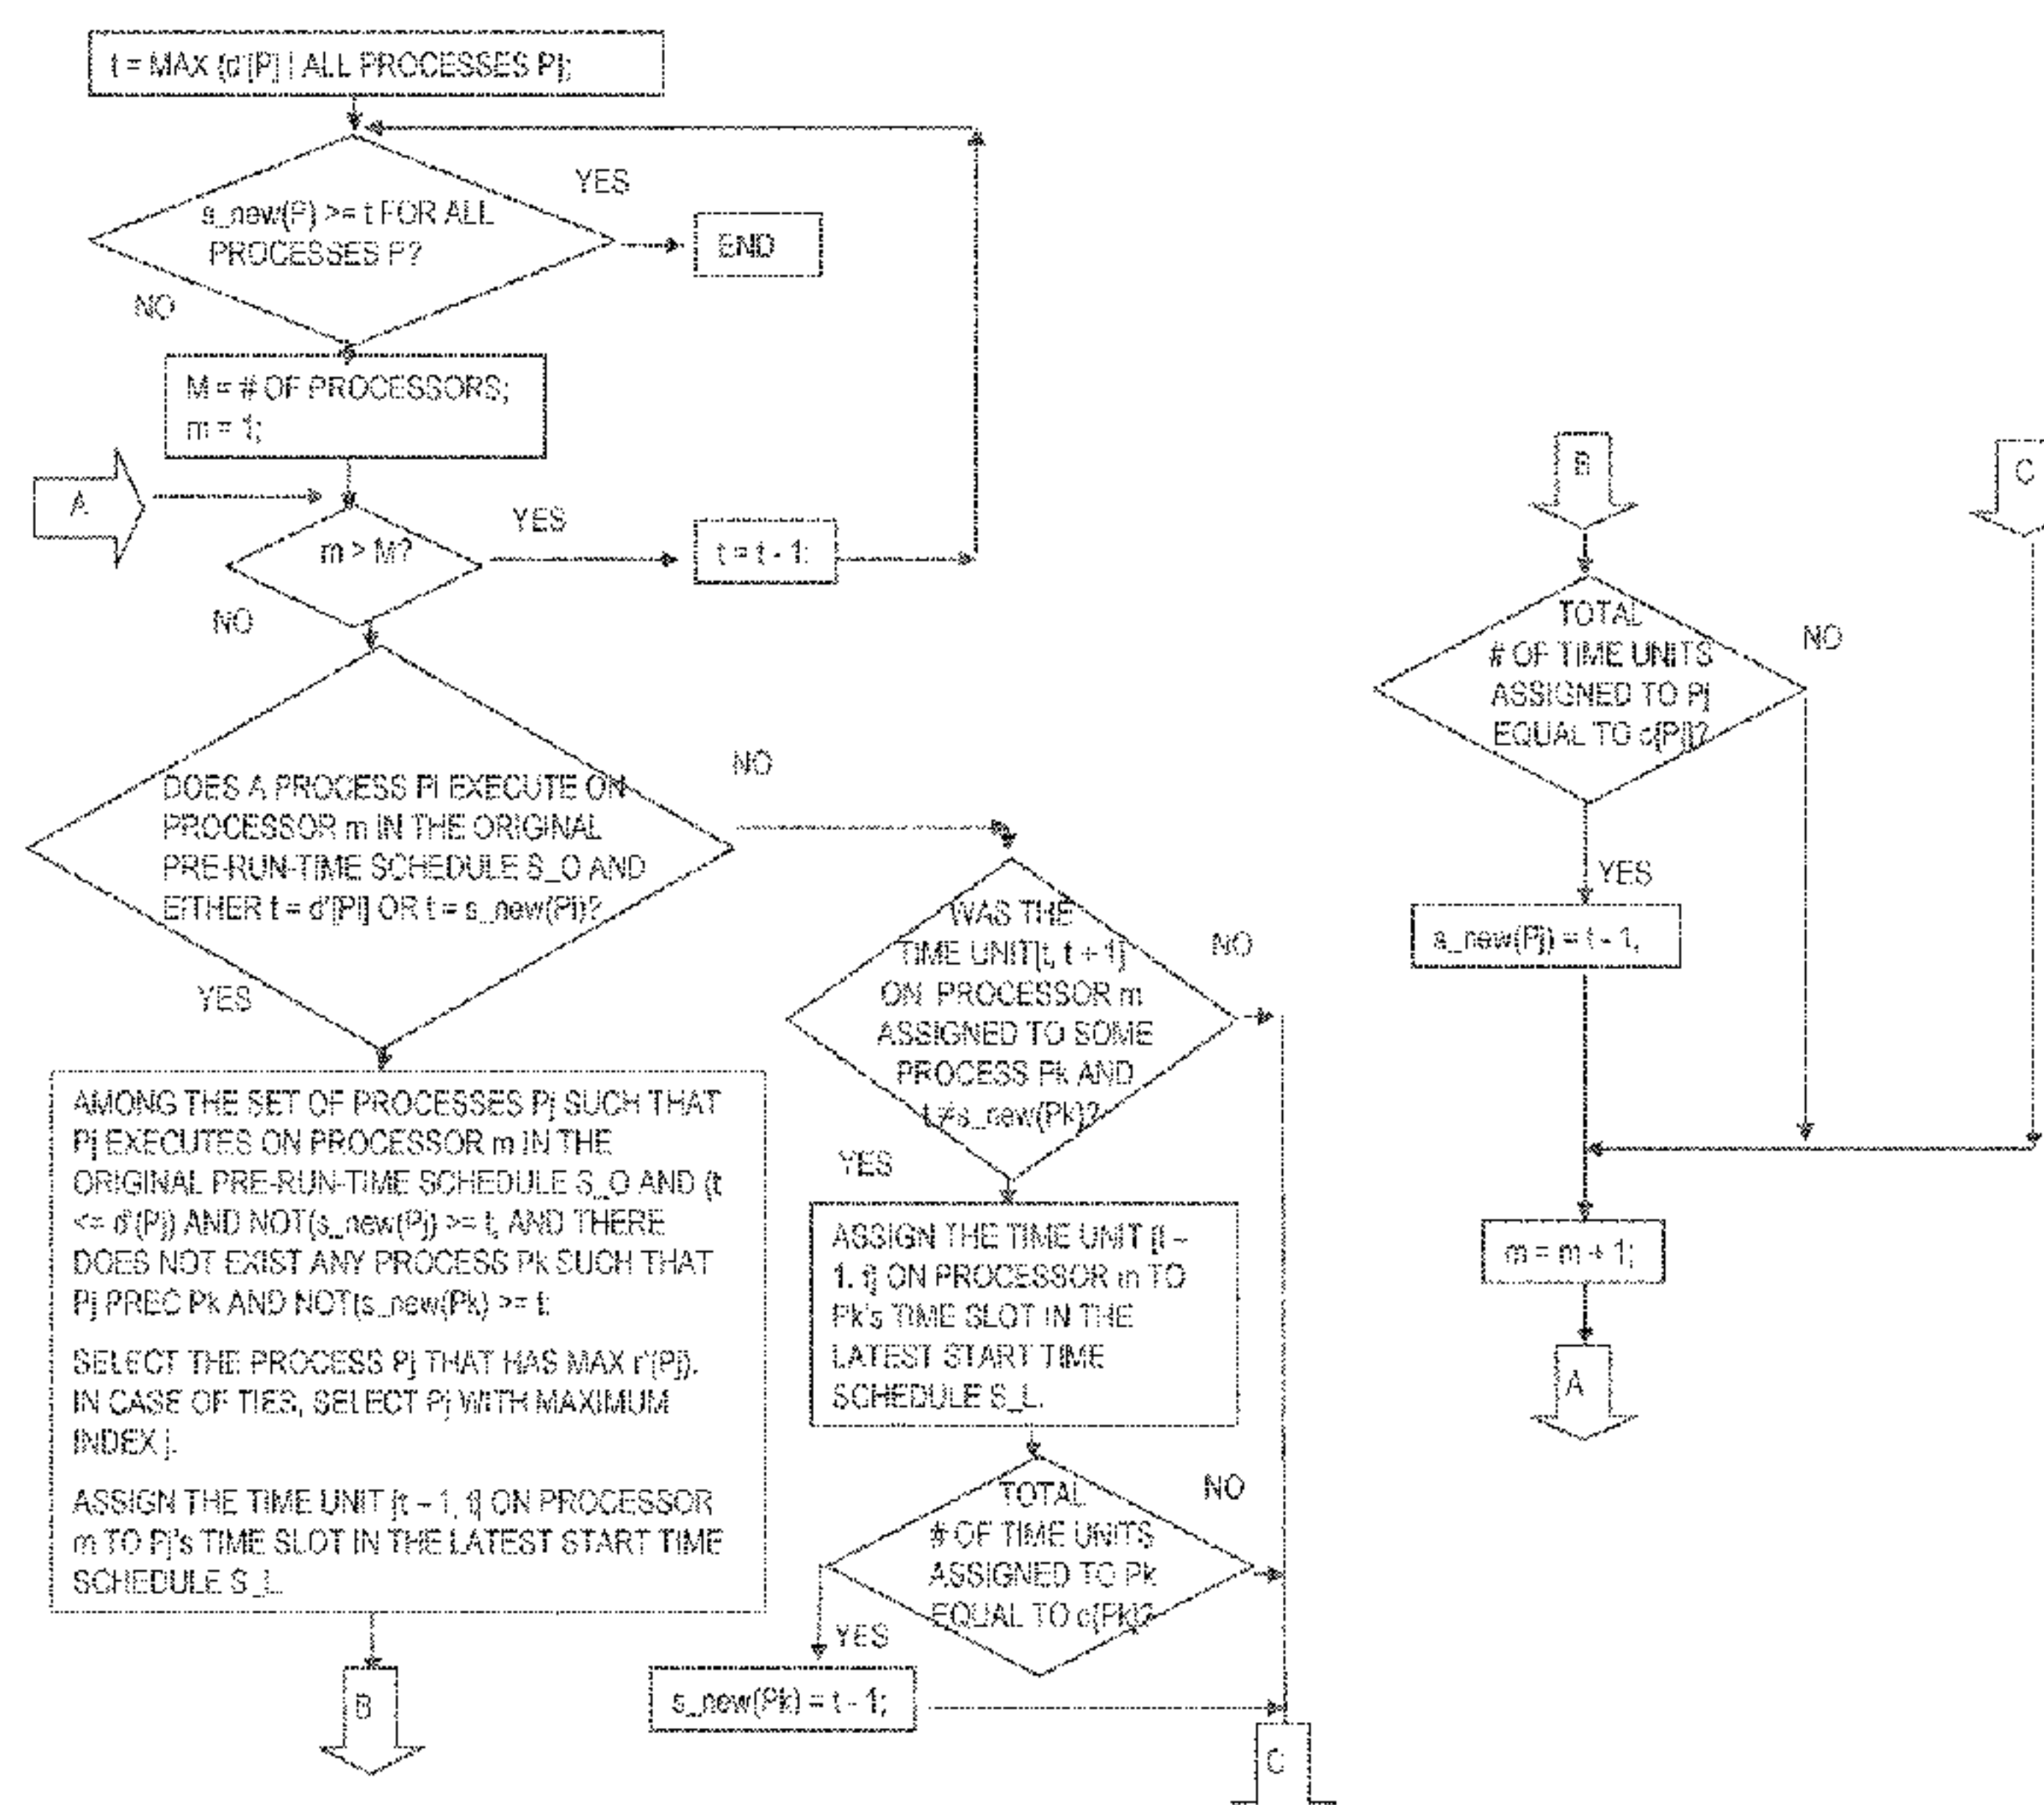 t = MAX {d'[P] | ALL PROCESSES P};
s_new(P) >= t FOR ALL
PROCESSES P?
YES
END
NO
M = # OF PROCESSORS;
m = 1;
A
m > M?
YES
t = t - 1;
NO
DOES A PROCESS Pi EXECUTE ON
PROCESSOR m IN THE ORIGINAL
PRE-RUN-TIME SCHEDULE S_O AND
EITHER t = d'[Pi] OR t = s_new(Pi)?
NO
YES
AMONG THE SET OF PROCESSES Pj SUCH THAT
Pj EXECUTES ON PROCESSOR m IN THE
ORIGINAL PRE-RUN-TIME SCHEDULE S_O AND (t
<= d'(Pj) AND NOT(s_new(Pj) >= t, AND THERE
DOES NOT EXIST ANY PROCESS Pk SUCH THAT
Pj PREC Pk AND NOT(s_new(Pk) >= t:
SELECT THE PROCESS Pj THAT HAS MAX r'(Pj).
IN CASE OF TIES, SELECT Pj WITH MAXIMUM
INDEX j.
ASSIGN THE TIME UNIT [t – 1, t] ON PROCESSOR
m TO Pj's TIME SLOT IN THE LATEST START TIME
SCHEDULE S_L.
B
WAS THE
TIME UNIT[t, t + 1]
ON PROCESSOR m
ASSIGNED TO SOME
PROCESS Pk AND
t ≠s_new(Pk)?
NO
YES
ASSIGN THE TIME UNIT [t –
1, t] ON PROCESSOR m TO
Pk's TIME SLOT IN THE
LATEST START TIME
SCHEDULE S_L.
TOTAL
# OF TIME UNITS
ASSIGNED TO Pk
EQUAL TO c[Pk]?
NO
YES
s_new(Pk) = t - 1;
C
B
C
TOTAL
# OF TIME UNITS
ASSIGNED TO Pj
EQUAL TO c[Pj]?
NO
YES
s_new(Pj) = t - 1;
m = m + 1;
A